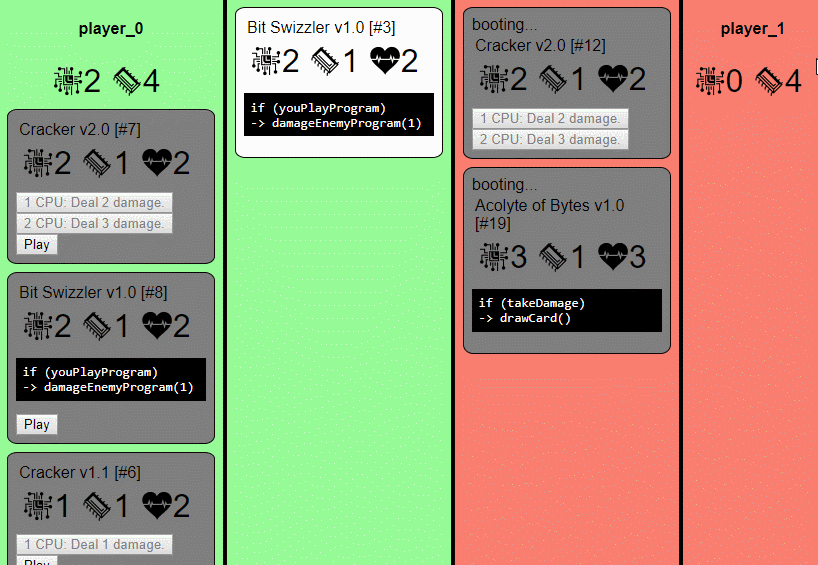 player_0
2 4
Cracker v2.0 [#7]
2 1 2
1 CPU: Deal 2 damage.
2 CPU: Deal 3 damage.
Play
Bit Swizzler v1.0 [#8]
2 1 2
if (youPlayProgram)
-> damageEnemyProgram(1)
Play
Cracker v1.1 [#6]
1 1 2
1 CPU: Deal 1 damage.
Play
Bit Swizzler v1.0 [#3]
2 1 2
if (youPlayProgram)
-> damageEnemyProgram(1)
booting...
Cracker v2.0 [#12]
2 1 2
1 CPU: Deal 2 damage.
2 CPU: Deal 3 damage.
booting...
Acolyte of Bytes v1.0
[#19]
3 1 3
if (takeDamage)
-> drawCard()
player_1
0 4